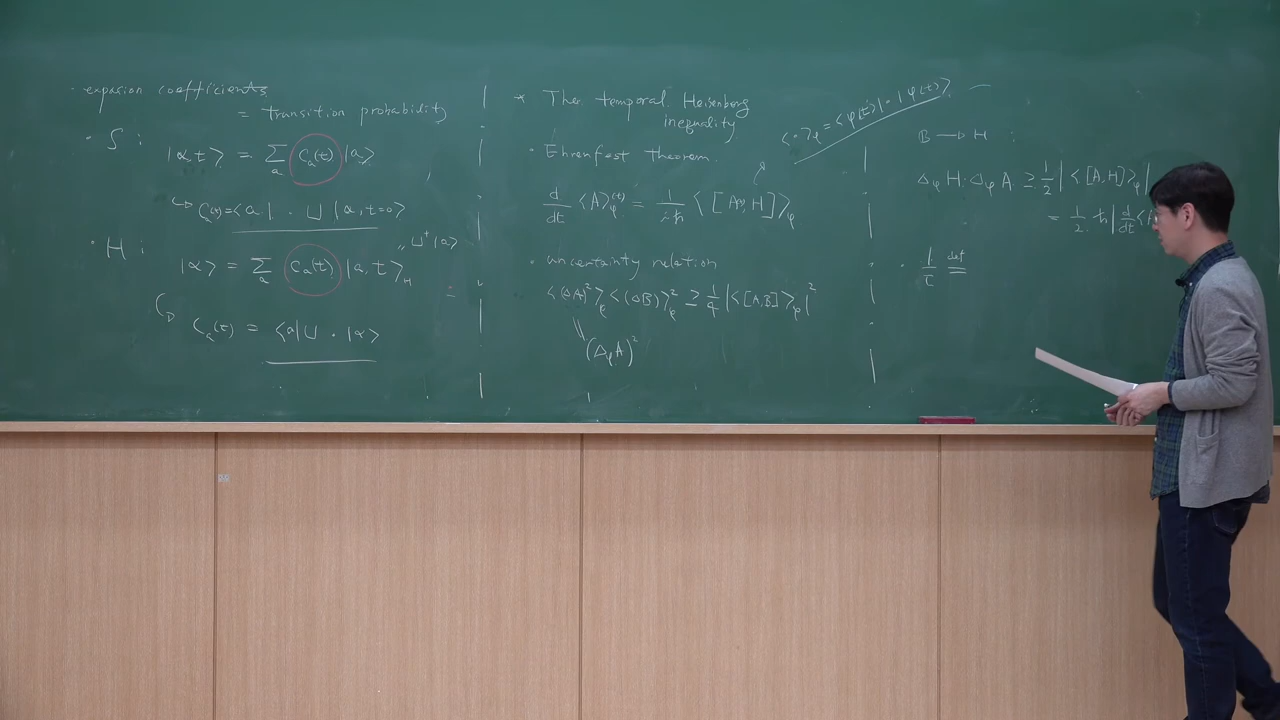 · expasion coefficients
= transition probability
· S :
|α,t> = Σ_a C_a(t) |a>
↳ C_a(t) = <a| · U |α, t=0>
· H :
" U†|a>
|α> = Σ_a C_a(t) |a,t>_H
C_a(t) = <a|U · |α>
* The temporal Heisenberg
inequality
<·>_φ = <φ(t)| · |φ(t)>
· Ehrenfest theorem.
d/dt <A>_φ(t) = 1/iħ <[A(t), H]>_φ
· uncertainty relation
<(ΔA)²>_φ <(ΔB)²>_φ ≥ 1/4 |<[A,B]>_φ|²
(Δ_φA)²
B → H :
Δ_φ H · Δ_φ A ≥ 1/2 |<[A,H]>_φ|
= 1/2 · ħ |d/dt <A
· 1/τ def =